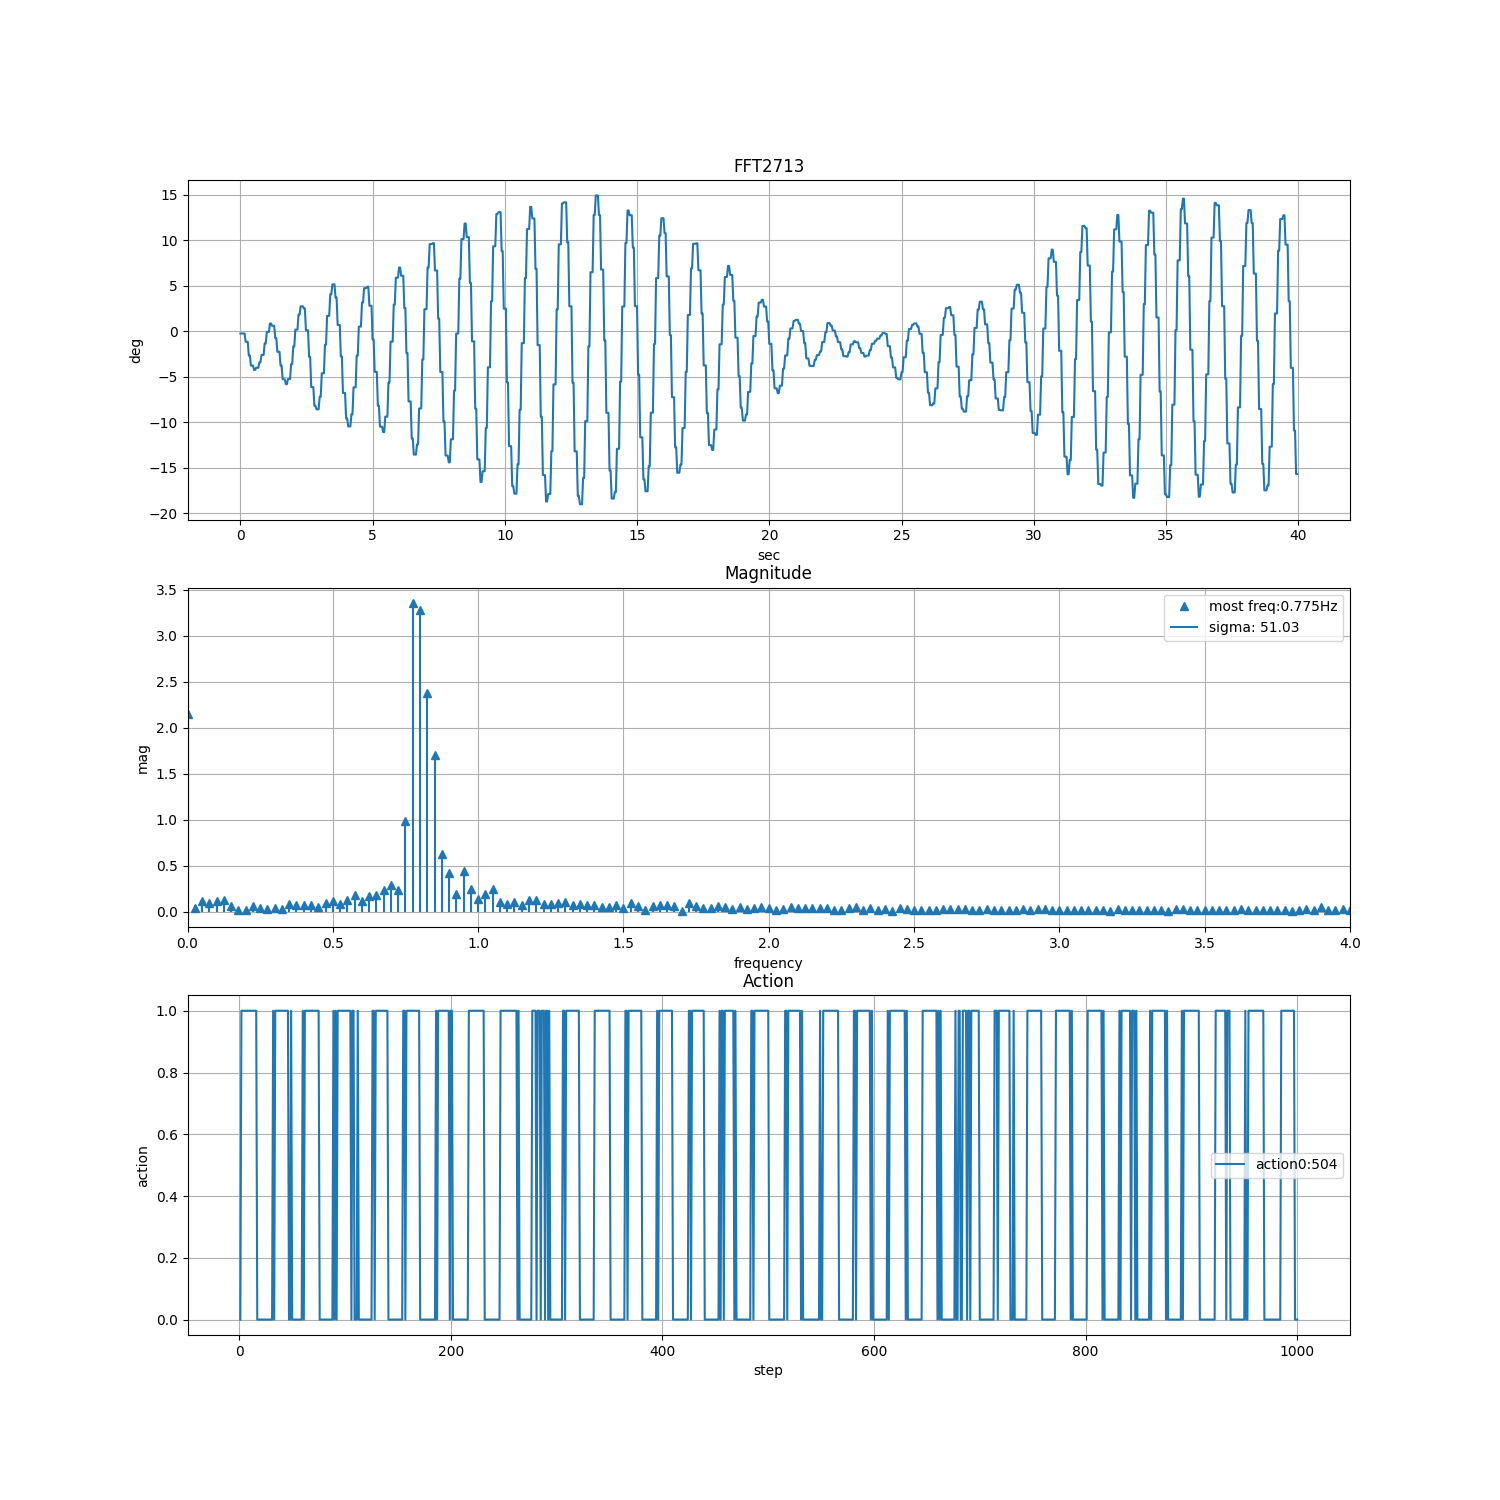 FFT2713
15
10
5
0
−5
−10
−15
−20
deg
0 5 10 15 20 25 30 35 40
sec
Magnitude
3.5
3.0
2.5
2.0
1.5
1.0
0.5
0.0
mag
most freq:0.775Hz
sigma: 51.03
0.0 0.5 1.0 1.5 2.0 2.5 3.0 3.5 4.0
frequency
Action
1.0
0.8
0.6
0.4
0.2
0.0
action
action0:504
0 200 400 600 800 1000
step